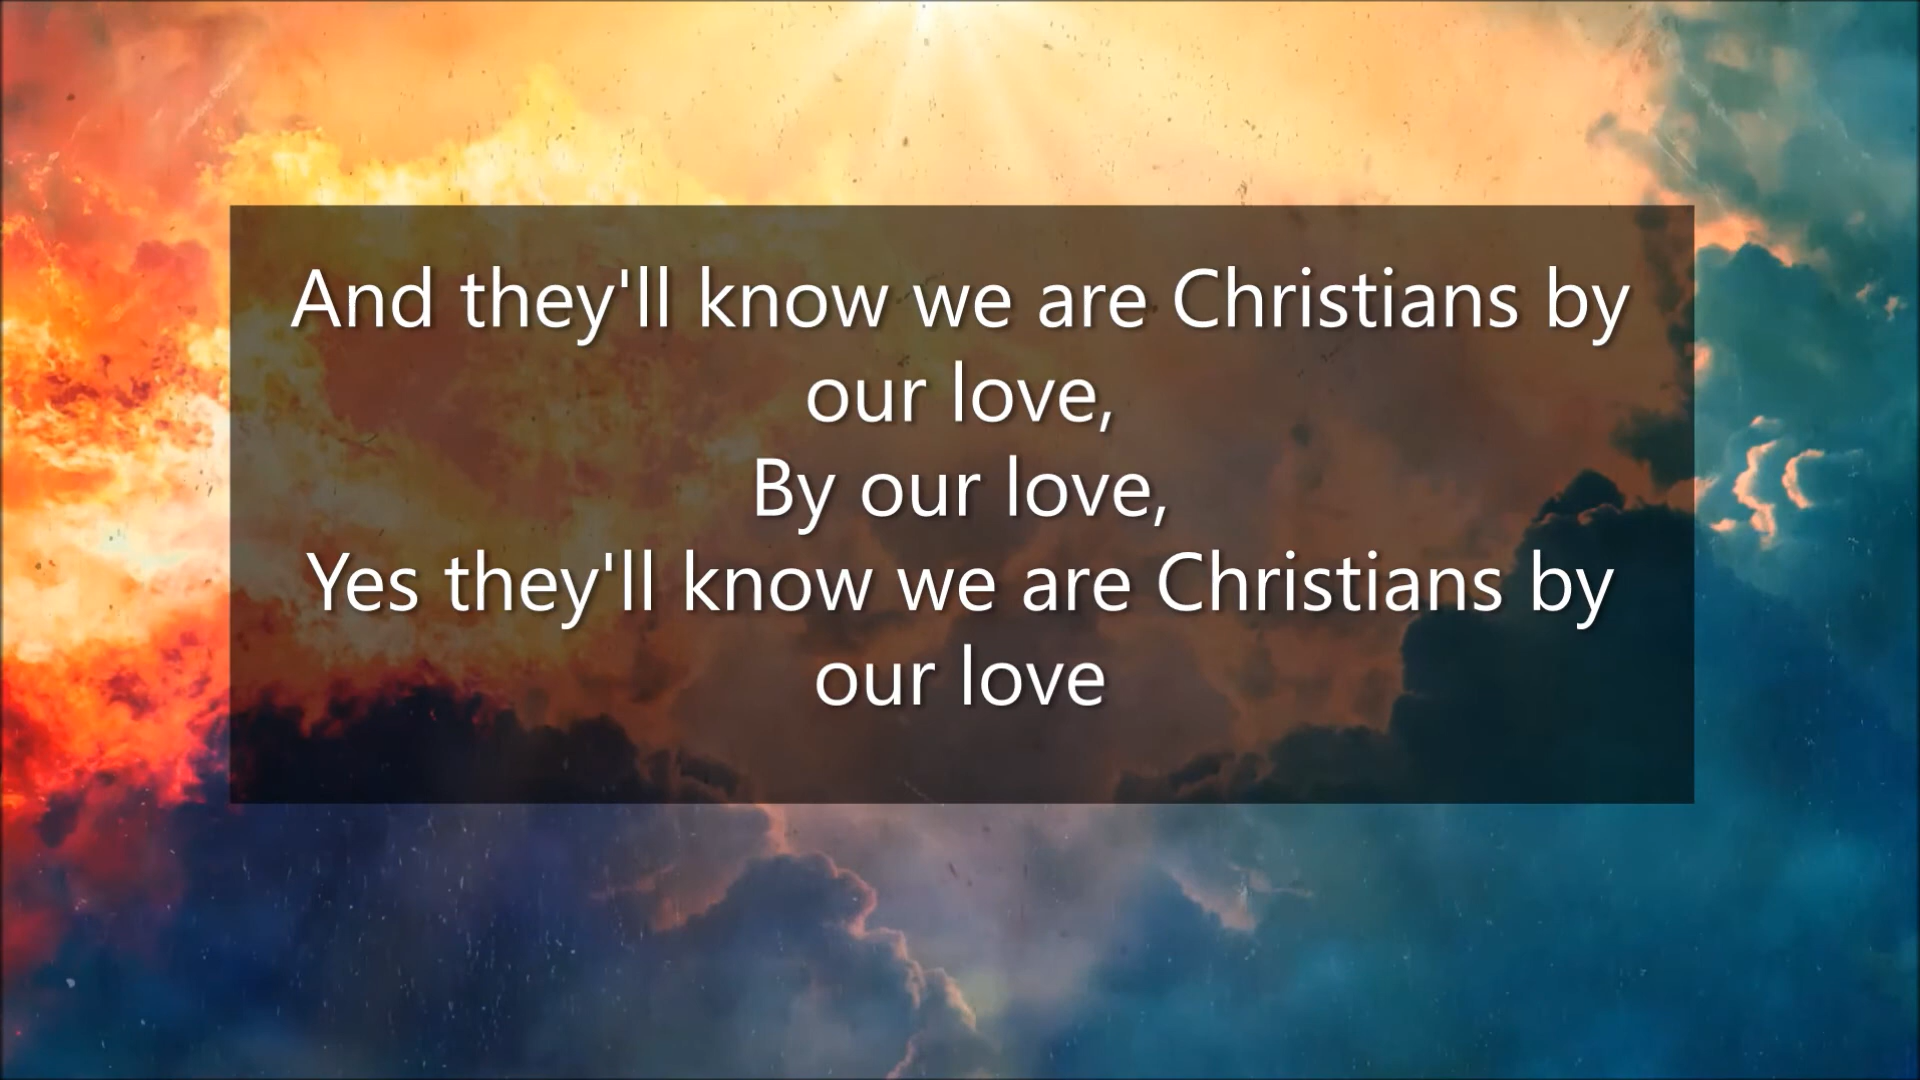 And they'll know we are Christians by
our love,
By our love,
Yes they'll know we are Christians by
our love